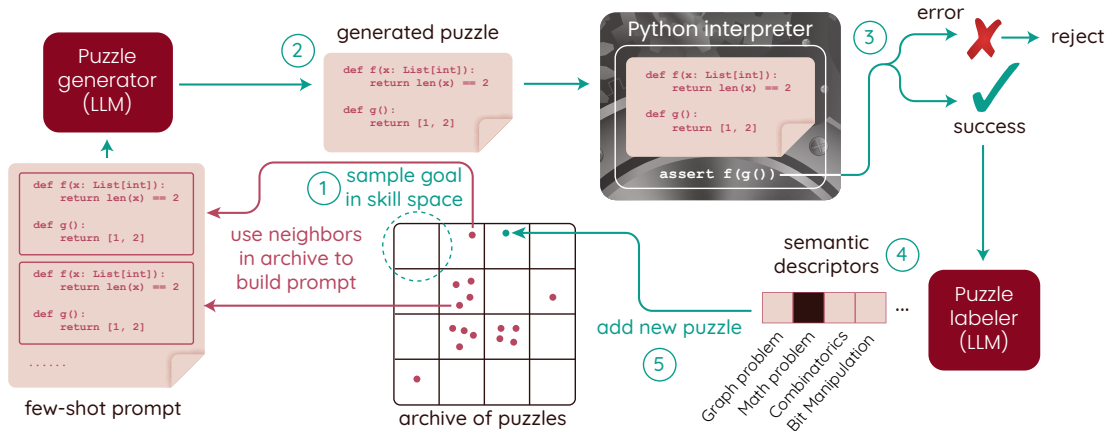 Puzzle
generator
(LLM)
2
generated puzzle
def f(x: List[int]):
    return len(x) == 2
def g():
    return [1, 2]
Python interpreter
def f(x: List[int]):
    return len(x) == 2
def g():
    return [1, 2]
assert f(g())
3
error
reject
success
def f(x: List[int]):
    return len(x) == 2
def g():
    return [1, 2]
def f(x: List[int]):
    return len(x) == 2
def g():
    return [1, 2]
......
few-shot prompt
1
sample goal
in skill space
use neighbors
in archive to
build prompt
archive of puzzles
add new puzzle
5
semantic
descriptors
4
...
Graph problem
Math problem
Combinatorics
Bit Manipulation
Puzzle
labeler
(LLM)